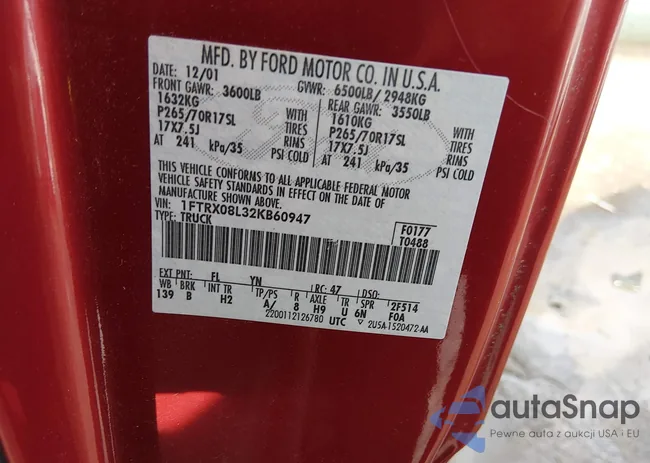 MFD. BY FORD MOTOR CO. IN U.S.A.
DATE: 12/01 GVWR: 6500LB/2948KG
FRONT GAWR: 3600LB REAR GAWR: 3550LB
1632KG WITH 1610KG WITH
P265/70R17SL TIRES P265/70R17SL TIRES
17X7.5J RIMS 17X7.5J RIMS
AT 241 kPa/35 PSI COLD AT 241 kPa/35 PSI COLD
THIS VEHICLE CONFORMS TO ALL APPLICABLE FEDERAL MOTOR
VEHICLE SAFETY STANDARDS IN EFFECT ON THE DATE OF
MANUFACTURE SHOWN ABOVE.
VIN: 1FTRX08L32KB60947
TYPE: TRUCK
F0177
T0488
EXT PNT: FL YN RC: 47 DSO:
WB BRK INT TR TP/PS R AXLE TR SPR 2F514
139 B H2 A/ 8 H9 U 6N F0A
2200112126780 UTC ▽ 2U5A-1520472-AA
autaSnap
Pewne auta z aukcji USA i EU